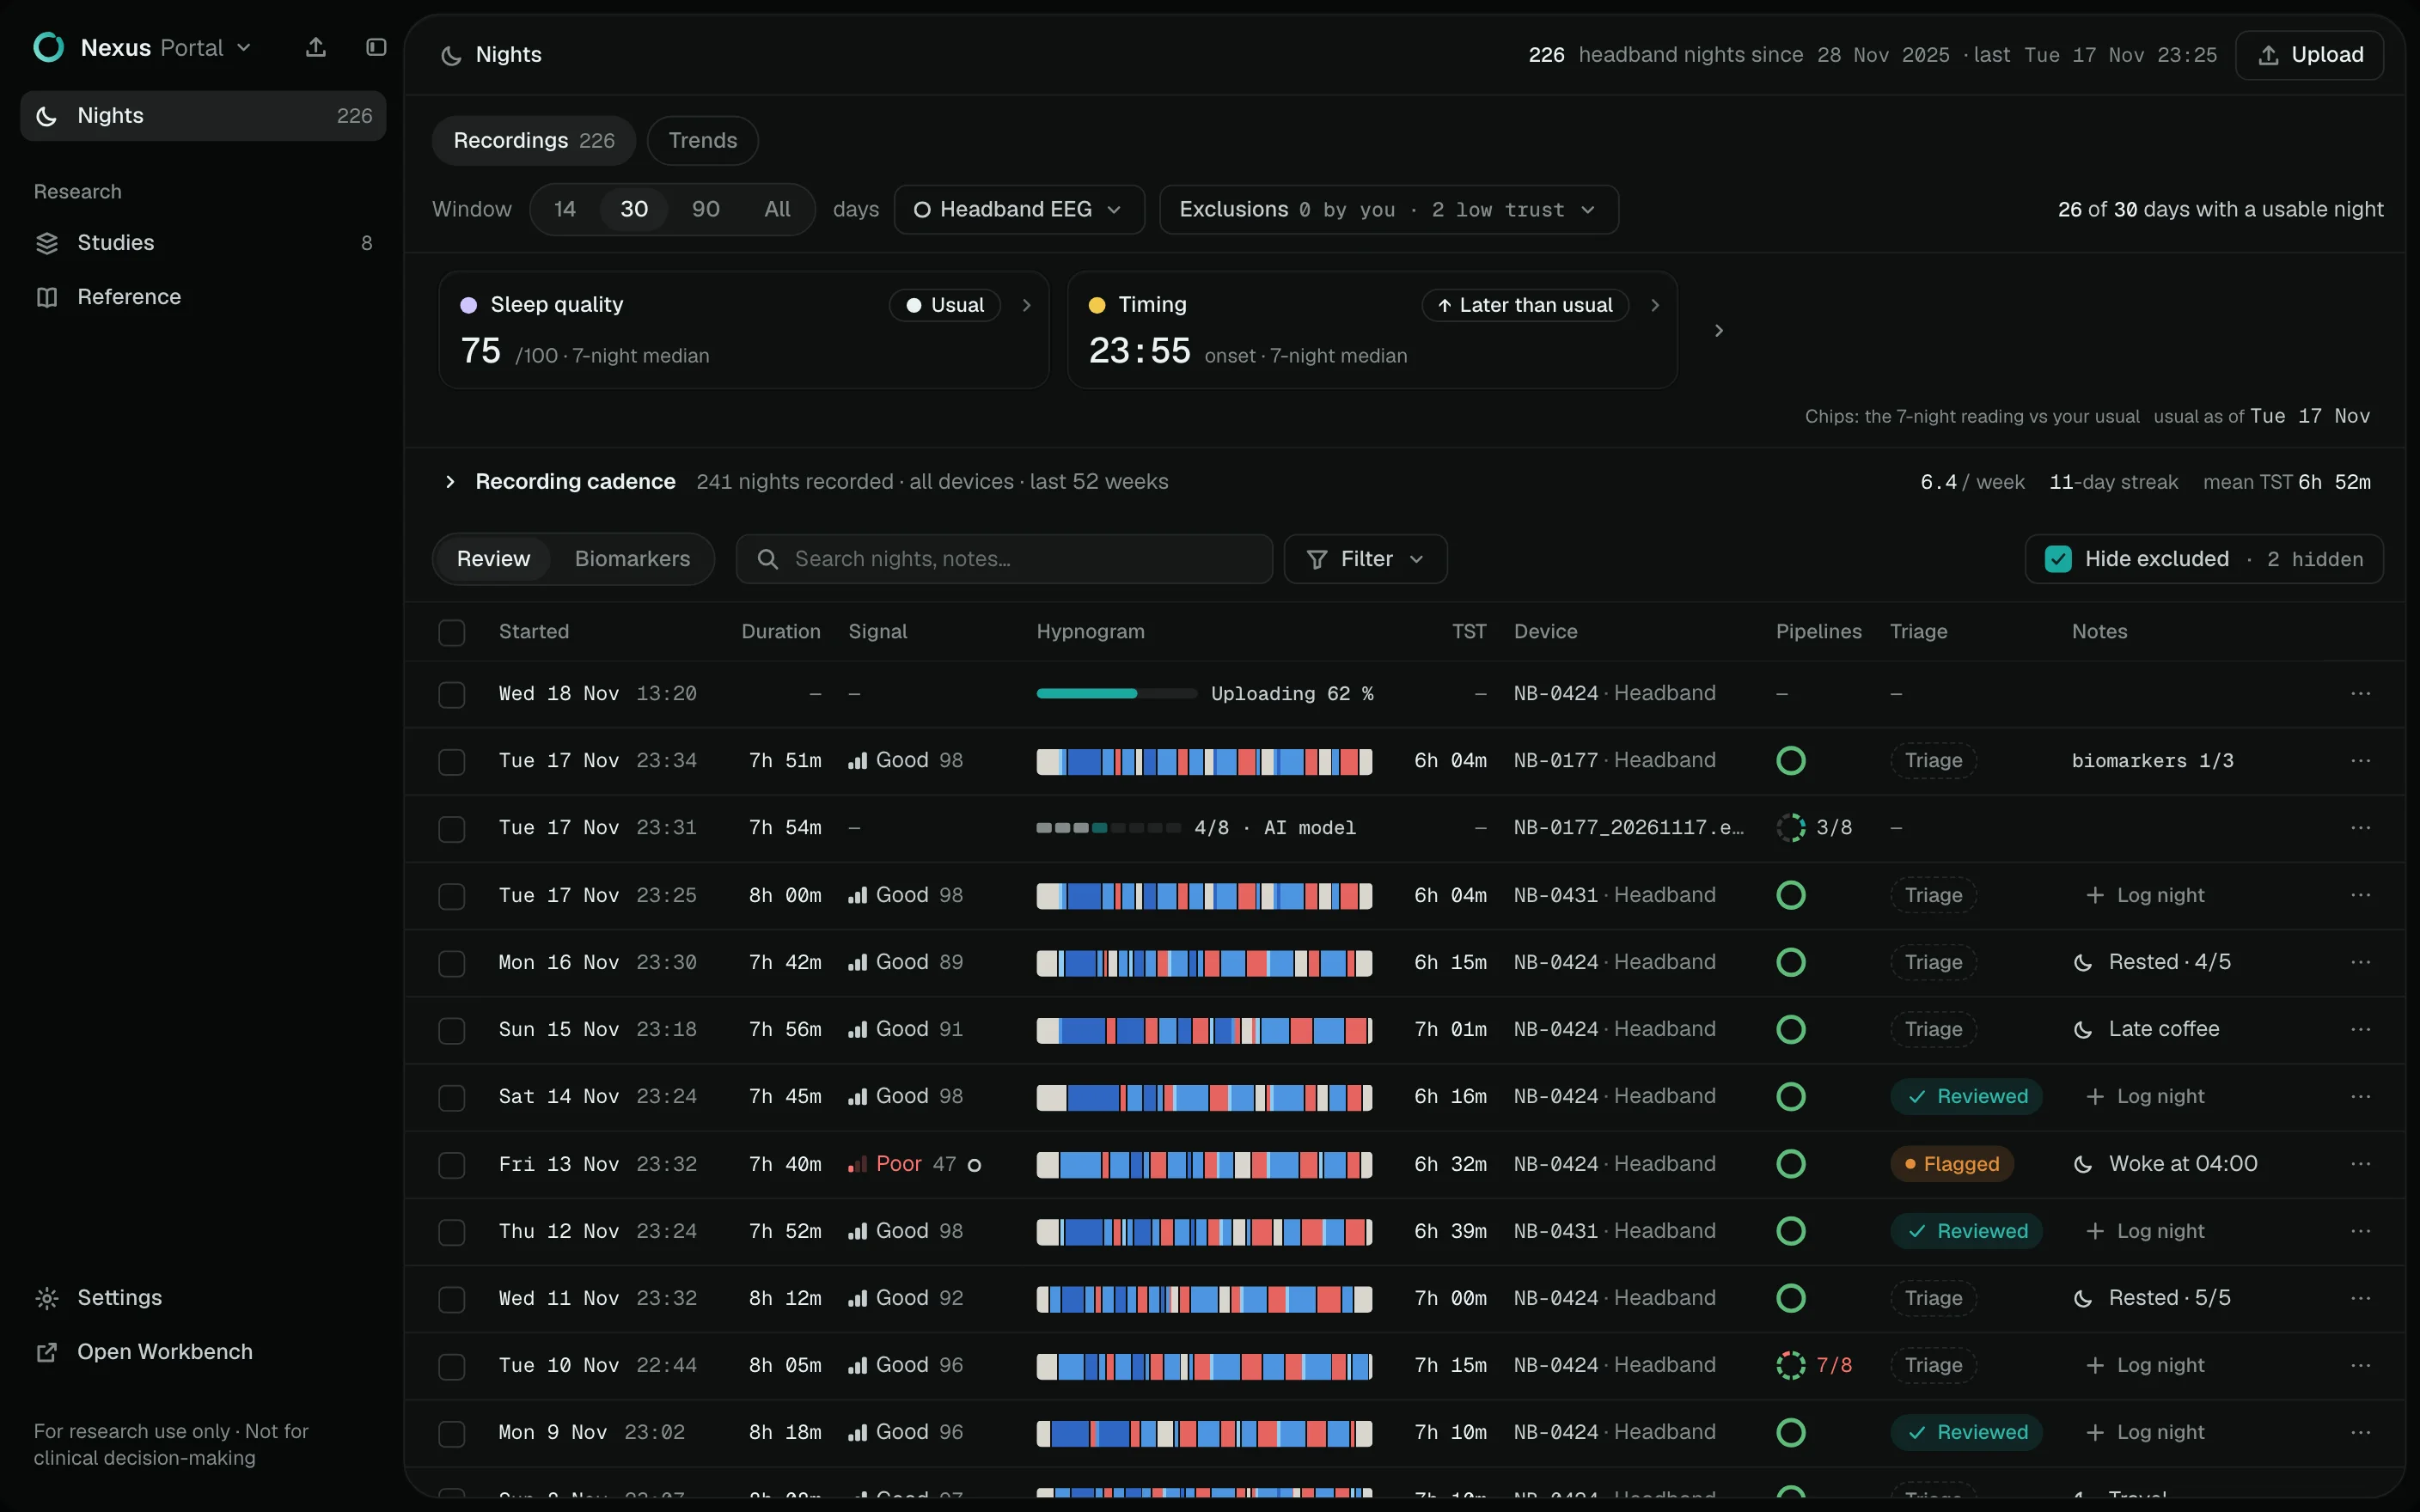 Nexus Portal
Nights 226
Research
Studies 8
Reference
Settings
Open Workbench
For research use only · Not for
clinical decision-making
Nights
226 headband nights since 28 Nov 2025 · last Tue 17 Nov 23:25
Upload
Recordings 226
Trends
Window 14 30 90 All days
Headband EEG
Exclusions 0 by you · 2 low trust
26 of 30 days with a usable night
Sleep quality
Usual
75 /100 · 7-night median
Timing
↑ Later than usual
23:55 onset · 7-night median
Chips: the 7-night reading vs your usual usual as of Tue 17 Nov
Recording cadence 241 nights recorded · all devices · last 52 weeks
6.4 / week 11-day streak mean TST 6h 52m
Review Biomarkers
Search nights, notes...
Filter
Hide excluded · 2 hidden
Started Duration Signal Hypnogram TST Device Pipelines Triage Notes
Wed 18 Nov 13:20 – – Uploading 62 % – NB-0424 · Headband – – ...
Tue 17 Nov 23:34 7h 51m Good 98 6h 04m NB-0177 · Headband Triage biomarkers 1/3 ...
Tue 17 Nov 23:31 7h 54m – 4/8 · AI model – NB-0177_20261117.e... 3/8 – ...
Tue 17 Nov 23:25 8h 00m Good 98 6h 04m NB-0431 · Headband Triage + Log night ...
Mon 16 Nov 23:30 7h 42m Good 89 6h 15m NB-0424 · Headband Triage Rested · 4/5 ...
Sun 15 Nov 23:18 7h 56m Good 91 7h 01m NB-0424 · Headband Triage Late coffee ...
Sat 14 Nov 23:24 7h 45m Good 98 6h 16m NB-0424 · Headband Reviewed + Log night ...
Fri 13 Nov 23:32 7h 40m Poor 47 6h 32m NB-0424 · Headband Flagged Woke at 04:00 ...
Thu 12 Nov 23:24 7h 52m Good 98 6h 39m NB-0431 · Headband Reviewed + Log night ...
Wed 11 Nov 23:32 8h 12m Good 92 7h 00m NB-0424 · Headband Triage Rested · 5/5 ...
Tue 10 Nov 22:44 8h 05m Good 96 7h 15m NB-0424 · Headband 7/8 Triage + Log night ...
Mon 9 Nov 23:02 8h 18m Good 96 7h 10m NB-0424 · Headband Reviewed + Log night ...